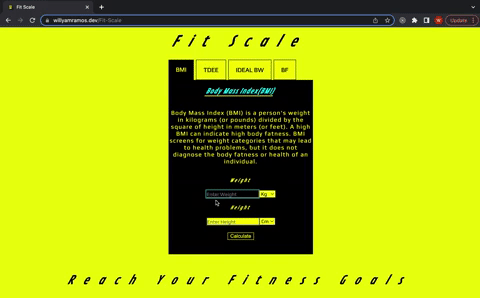 Fit Scale
willyamramos.dev/Fit-Scale
W
Update
Fit Scale
BMI
TDEE
IDEAL BW
BF
Body Mass Index(BMI)
Body Mass Index (BMI) is a person's weight
in kilograms (or pounds) divided by the
square of height in meters (or feet). A high
BMI can indicate high body fatness. BMI
screens for weight categories that may lead
to health problems, but it does not
diagnose the body fatness or health of an
individual.
Weight
Enter Weight
Kg
Height
Enter Height
Cm
Calculate
Reach Your Fitness Goals